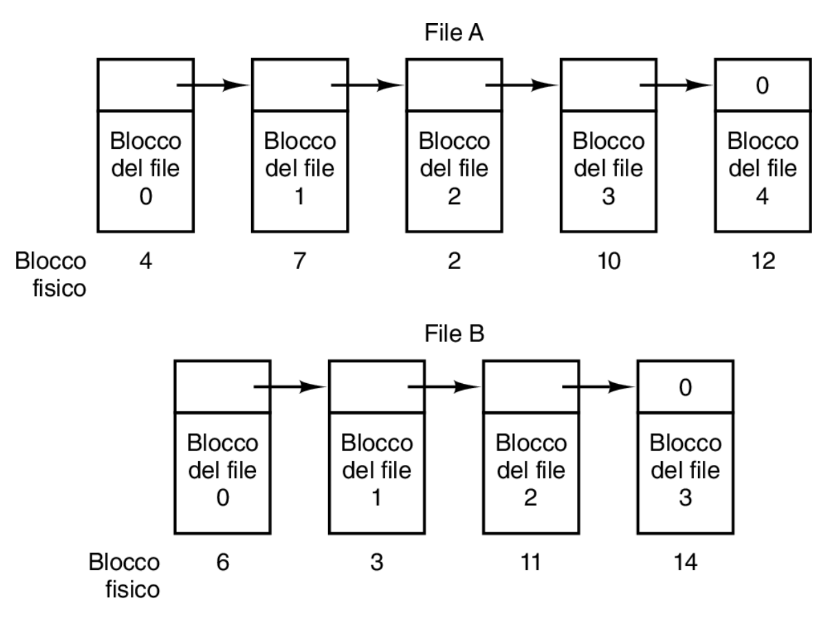 File A
0
Blocco Blocco Blocco Blocco Blocco
del file del file del file del file del file
0 1 2 3 4
Blocco 4 7 2 10 12
fisico
File B
0
Blocco Blocco Blocco Blocco
del file del file del file del file
0 1 2 3
Blocco 6 3 11 14
fisico